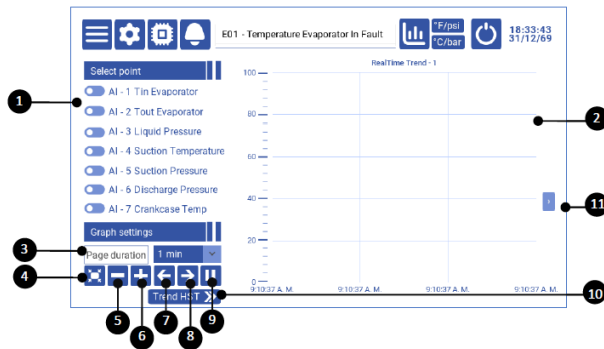 E01 - Temperature Evaporator In Fault
°F/psi
°C/bar
18:33:43
31/12/69
Select point
RealTime Trend - 1
1
AI - 1 Tin Evaporator
AI - 2 Tout Evaporator
AI - 3 Liquid Pressure
AI - 4 Suction Temperature
AI - 5 Suction Pressure
AI - 6 Discharge Pressure
AI - 7 Crankcase Temp
100
80
60
40
20
0
2
11
Graph settings
3
Page duration
1 min
4
9:10:37 A. M.
9:10:37 A. M.
9:10:37 A. M.
9:10:37 A. M.
10
Trend HST
5
6
7
8
9